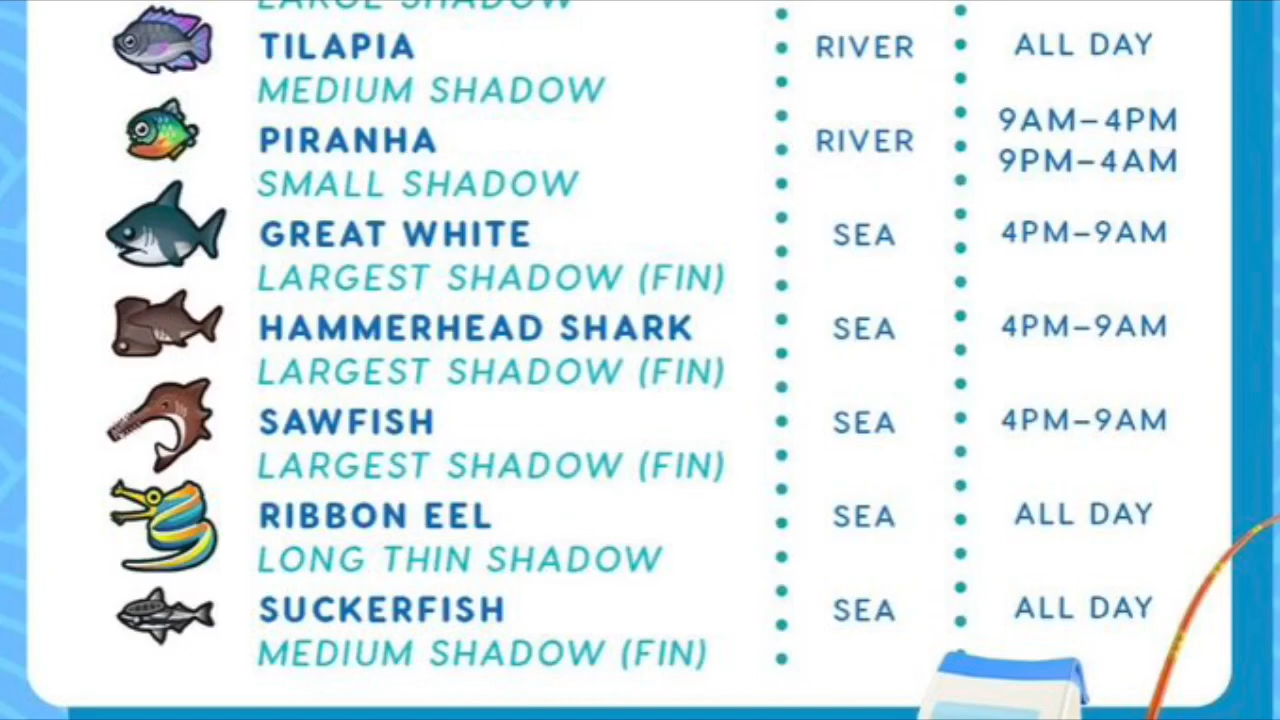 LARGE SHADOW
TILAPIA
MEDIUM SHADOW
RIVER
ALL DAY
PIRANHA
SMALL SHADOW
RIVER
9AM–4PM
9PM–4AM
GREAT WHITE
LARGEST SHADOW (FIN)
SEA
4PM–9AM
HAMMERHEAD SHARK
LARGEST SHADOW (FIN)
SEA
4PM–9AM
SAWFISH
LARGEST SHADOW (FIN)
SEA
4PM–9AM
RIBBON EEL
LONG THIN SHADOW
SEA
ALL DAY
SUCKERFISH
MEDIUM SHADOW (FIN)
SEA
ALL DAY